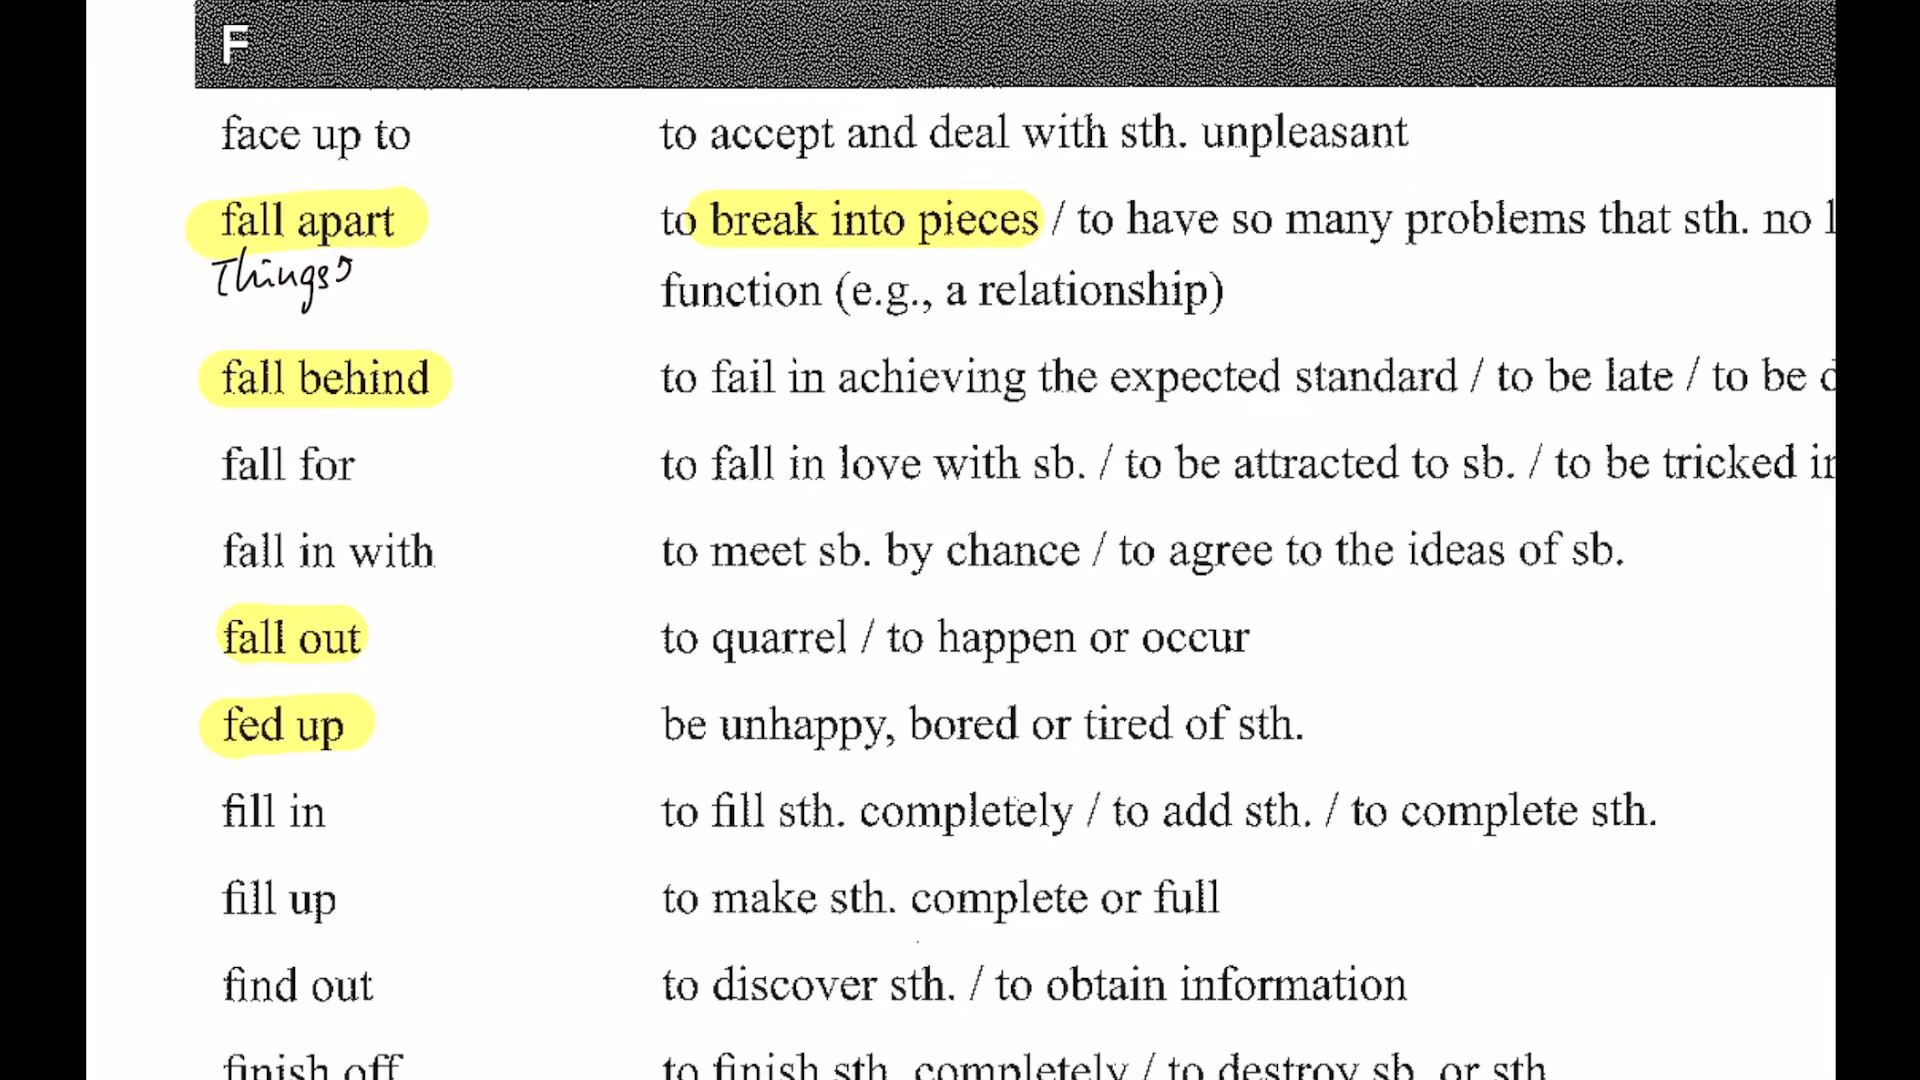 F
face up to to accept and deal with sth. unpleasant
fall apart to break into pieces / to have so many problems that sth. no
Things function (e.g., a relationship)
fall behind to fail in achieving the expected standard / to be late / to be
fall for to fall in love with sb. / to be attracted to sb. / to be tricked
fall in with to meet sb. by chance / to agree to the ideas of sb.
fall out to quarrel / to happen or occur
fed up be unhappy, bored or tired of sth.
fill in to fill sth. completely / to add sth. / to complete sth.
fill up to make sth. complete or full
find out to discover sth. / to obtain information
finish off to finish sth. completely / to destroy sb. or sth